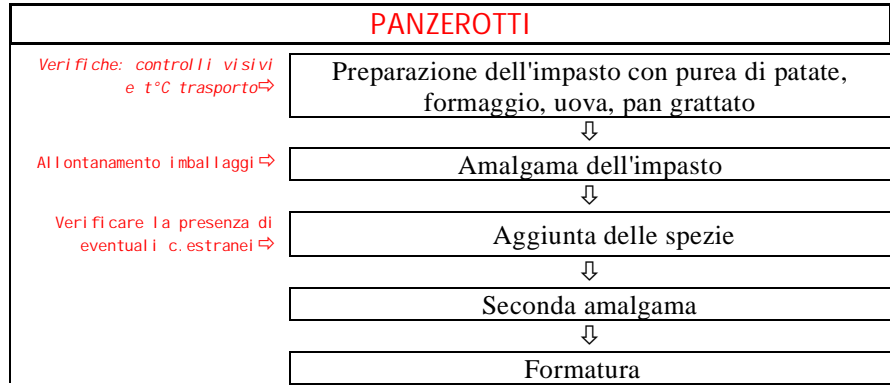 PANZEROTTI
Verifiche: controlli visivi
e t°C trasporto⇨
Preparazione dell'impasto con purea di patate,
formaggio, uova, pan grattato
⇩
Allontanamento imballaggi⇨
Amalgama dell'impasto
⇩
Verificare la presenza di
eventuali c.estranei⇨
Aggiunta delle spezie
⇩
Seconda amalgama
⇩
Formatura